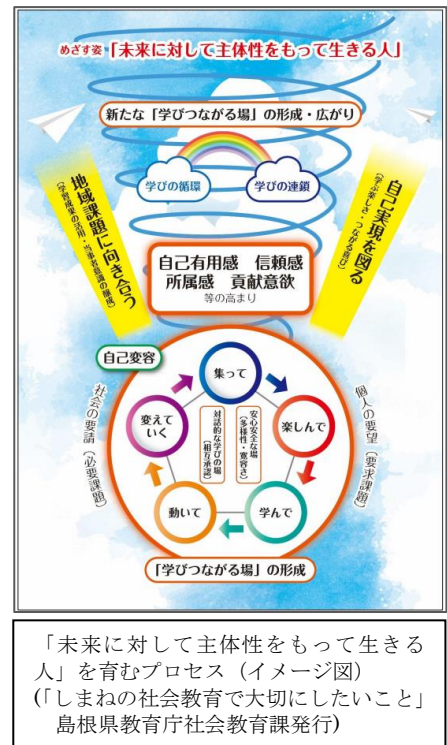 めざす姿「未来に対して主体性をもって生きる人」
新たな「学びつながる場」の形成・広がり
学びの循環
学びの連鎖
地域課題に向き合う
(学習成果の活用・当事者意識の醸成)
自己実現を図る
(学ぶ楽しさ・つながる喜び)
自己有用感 信頼感
所属感 貢献意欲
等の高まり
自己変容
集って
楽しんで
学んで
動いて
変えて
いく
安心安全な場
(多様性・寛容さ)
対話的な学びの場
(相互承認)
社会の要請(必要課題)
個人の要望(要求課題)
「学びつながる場」の形成
「未来に対して主体性をもって生きる
人」を育むプロセス(イメージ図)
(「しまねの社会教育で大切にしたいこと」
島根県教育庁社会教育課発行)